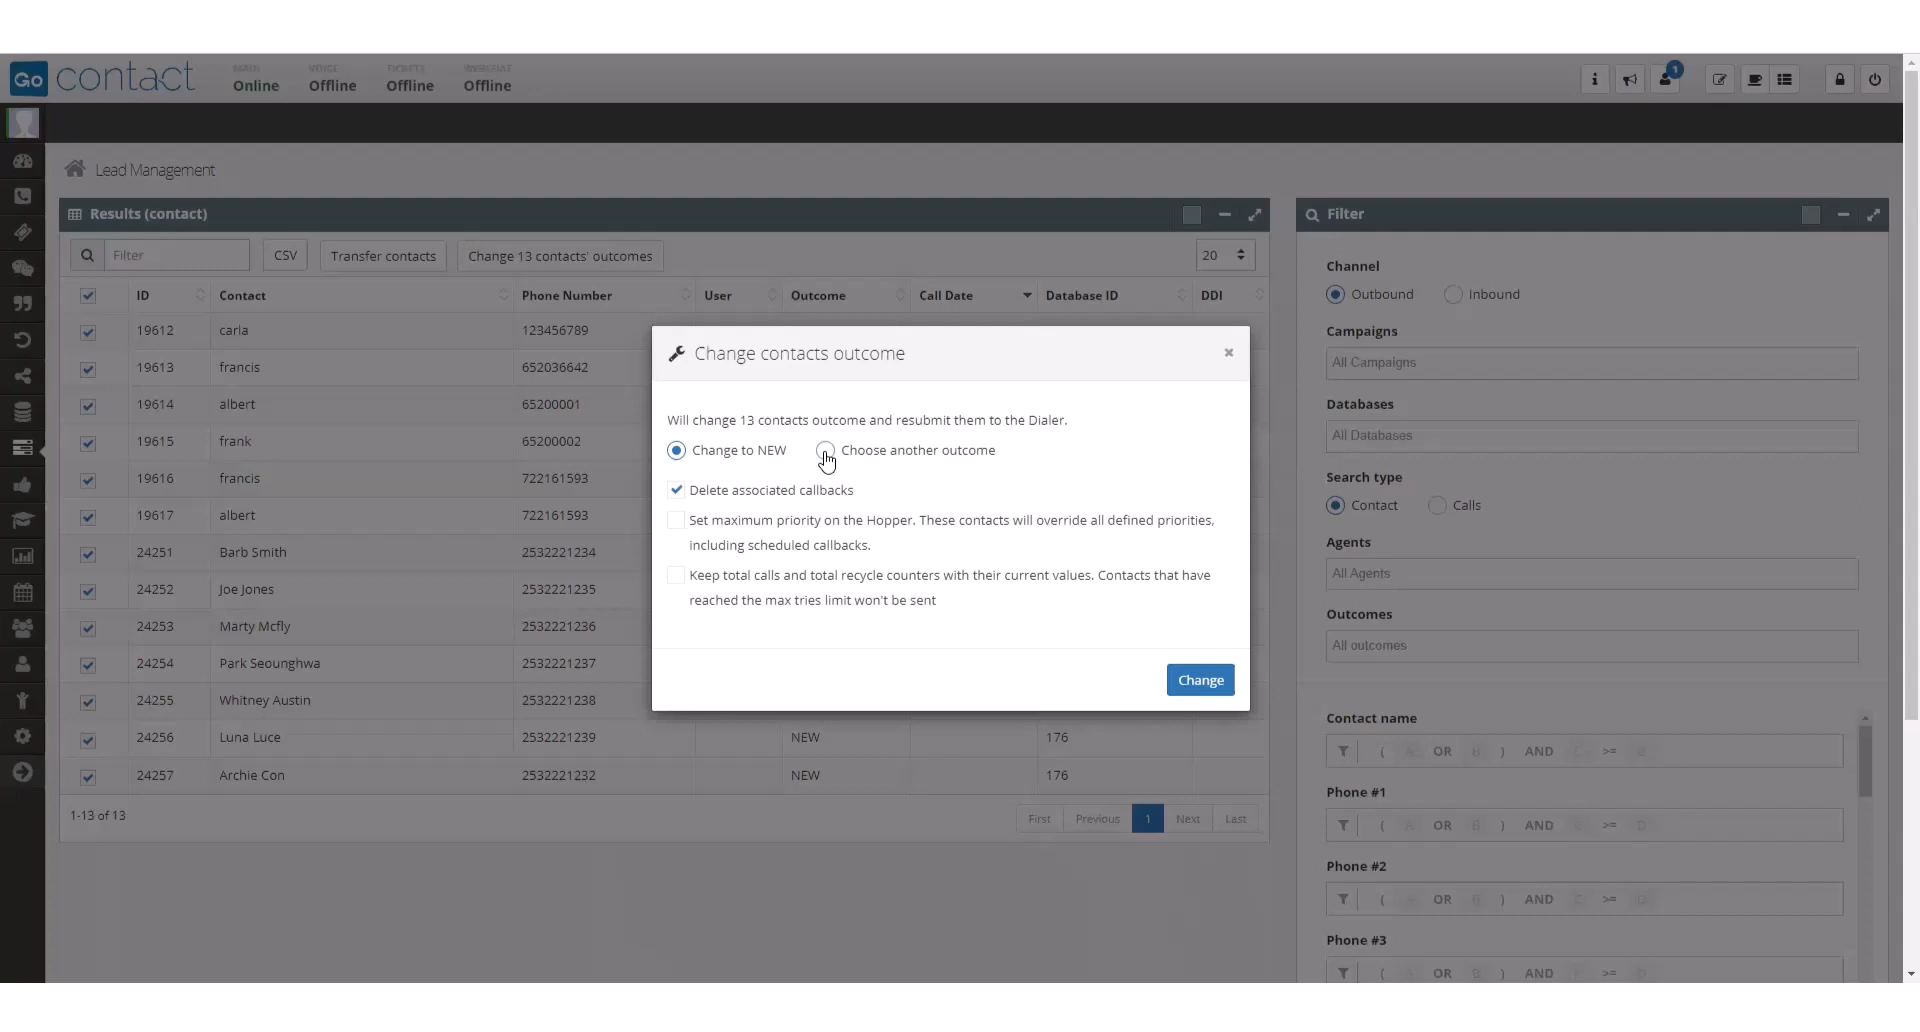 Go contact
MAIN VOICE TICKETS WEBCHAT
Online Offline Offline Offline
1
Lead Management
Results (contact)
Filter CSV Transfer contacts Change 13 contacts' outcomes 20
ID Contact Phone Number User Outcome Call Date Database ID DDI
19612 carla 123456789
19613 francis 652036642
19614 albert 65200001
19615 frank 65200002
19616 francis 722161593
19617 albert 722161593
24251 Barb Smith 2532221234
24252 Joe Jones 2532221235
24253 Marty Mcfly 2532221236
24254 Park Seounghwa 2532221237
24255 Whitney Austin 2532221238
24256 Luna Luce 2532221239 NEW 176
24257 Archie Con 2532221232 NEW 176
1-13 of 13
First Previous 1 Next Last
Change contacts outcome ×
Will change 13 contacts outcome and resubmit them to the Dialer.
Change to NEW Choose another outcome
Delete associated callbacks
Set maximum priority on the Hopper. These contacts will override all defined priorities,
including scheduled callbacks.
Keep total calls and total recycle counters with their current values. Contacts that have
reached the max tries limit won't be sent
Change
Filter
Channel
Outbound Inbound
Campaigns
All Campaigns
Databases
All Databases
Search type
Contact Calls
Agents
All Agents
Outcomes
All outcomes
Contact name
( A OR B ) AND C >= D
Phone #1
( A OR B ) AND C >= D
Phone #2
( A OR B ) AND C >= D
Phone #3
( A OR B ) AND >= D